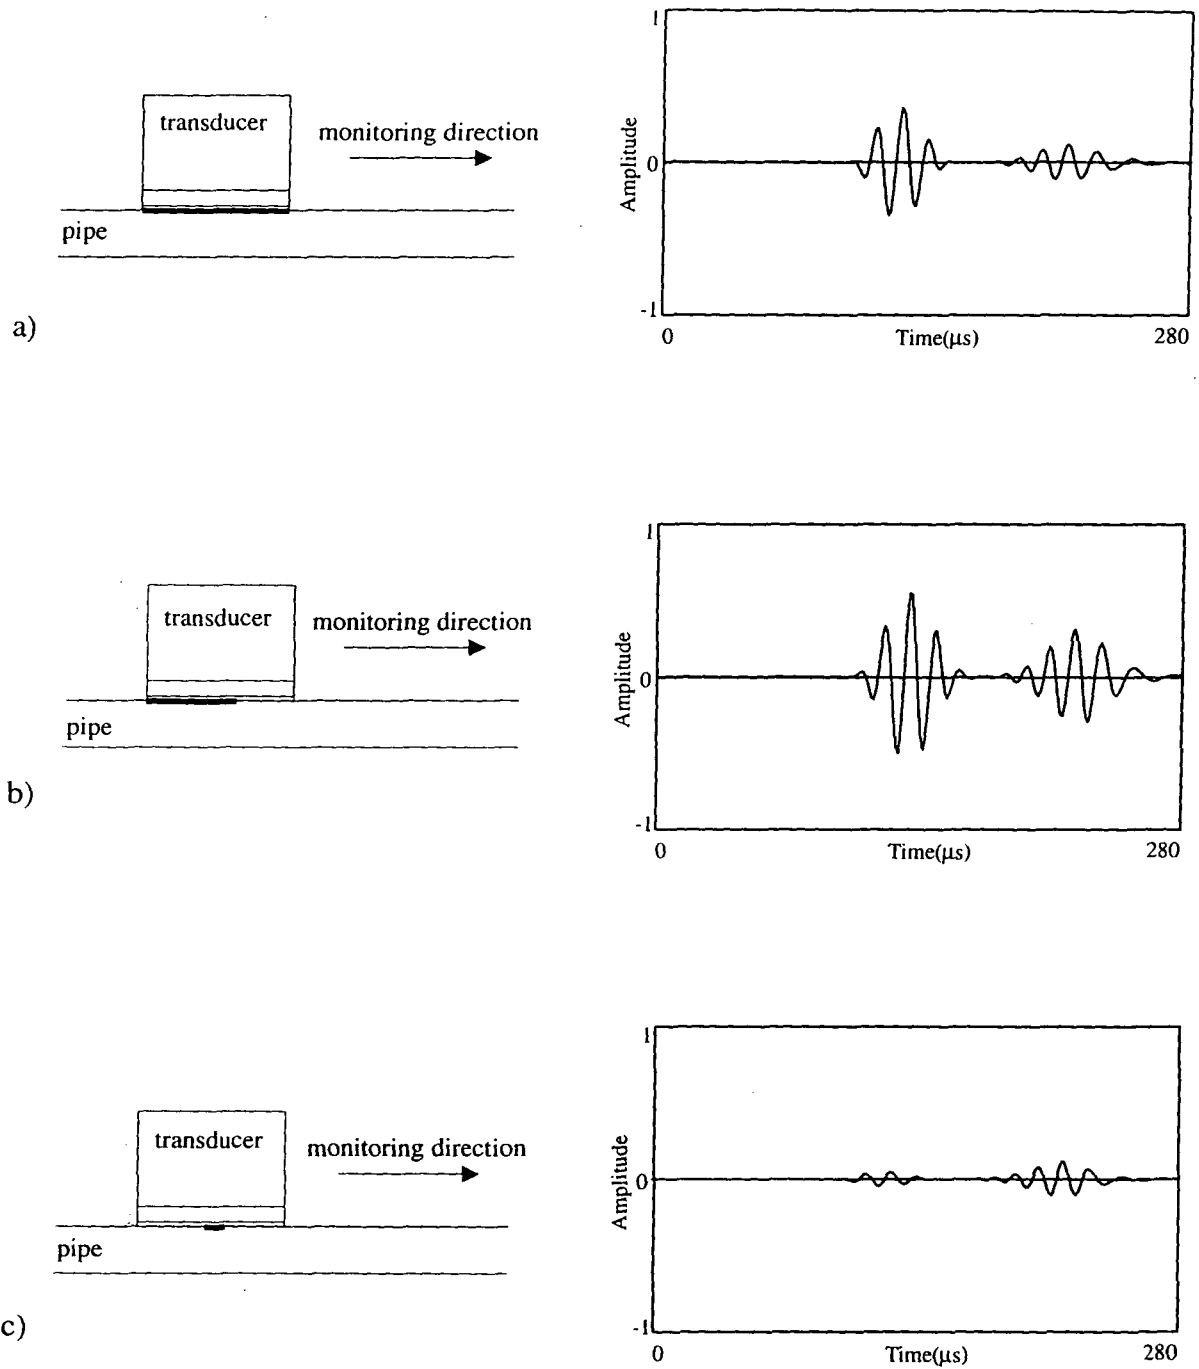 transducer
monitoring direction
pipe
a)
1
Amplitude
0
-1
0
Time(μs)
280
transducer
monitoring direction
pipe
b)
1
Amplitude
0
-1
0
Time(μs)
280
transducer
monitoring direction
pipe
c)
1
Amplitude
0
-1
0
Time(μs)
280